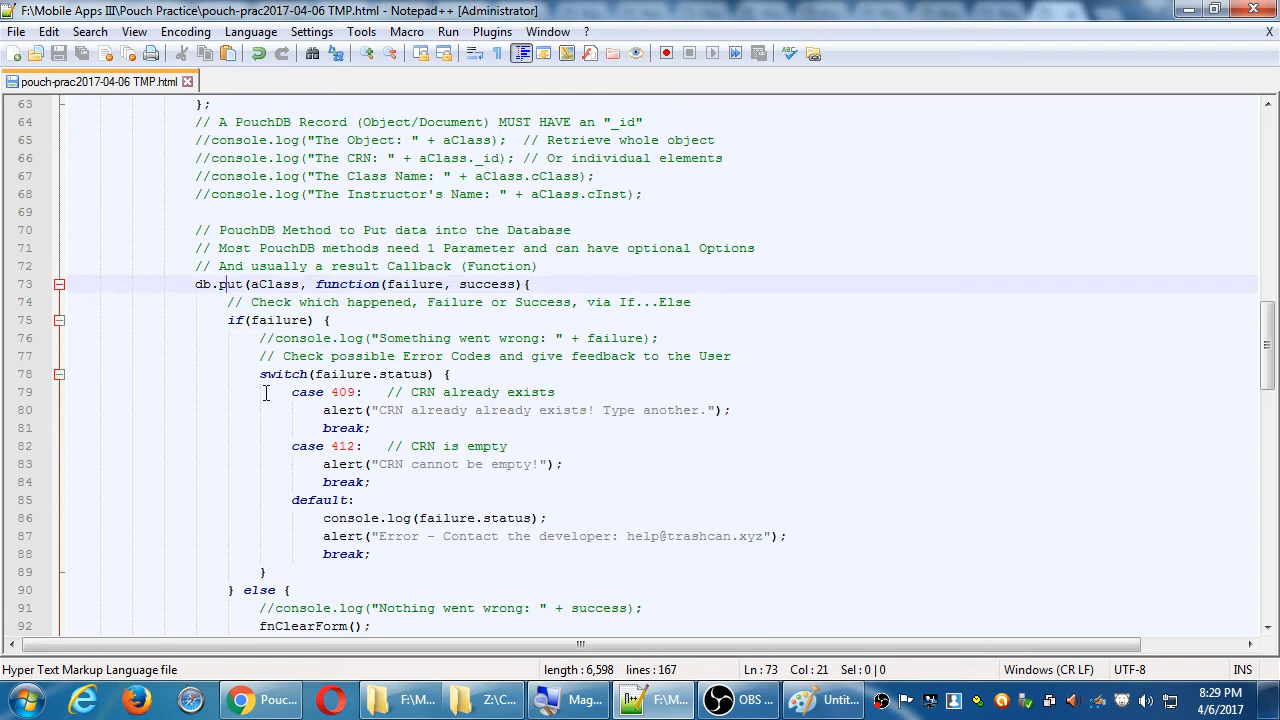 F:\Mobile Apps III\Pouch Practice\pouch-prac2017-04-06 TMP.html - Notepad++ [Administrator]
File Edit Search View Encoding Language Settings Tools Macro Run Plugins Window ? X
pouch-prac2017-04-06 TMP.html
63 };
64 // A PouchDB Record (Object/Document) MUST HAVE an "_id"
65 //console.log("The Object: " + aClass); // Retrieve whole object
66 //console.log("The CRN: " + aClass._id); // Or individual elements
67 //console.log("The Class Name: " + aClass.cClass);
68 //console.log("The Instructor's Name: " + aClass.cInst);
69
70 // PouchDB Method to Put data into the Database
71 // Most PouchDB methods need 1 Parameter and can have optional Options
72 // And usually a result Callback (Function)
73 db.put(aClass, function(failure, success){
74 // Check which happened, Failure or Success, via If...Else
75 if(failure) {
76 //console.log("Something went wrong: " + failure);
77 // Check possible Error Codes and give feedback to the User
78 switch(failure.status) {
79 case 409: // CRN already exists
80 alert("CRN already already exists! Type another.");
81 break;
82 case 412: // CRN is empty
83 alert("CRN cannot be empty!");
84 break;
85 default:
86 console.log(failure.status);
87 alert("Error - Contact the developer: help@trashcan.xyz");
88 break;
89 }
90 } else {
91 //console.log("Nothing went wrong: " + success);
92 fnClearForm();
Hyper Text Markup Language file length : 6,598 lines : 167 Ln : 73 Col : 21 Sel : 0 | 0 Windows (CR LF) UTF-8 INS
Pouc... F:\M... Z:\C... Mag... F:\M... OBS ... Untit... 8:29 PM
4/6/2017